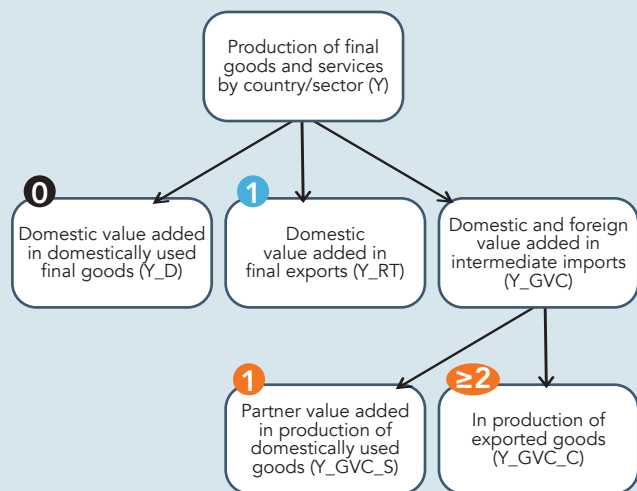 Production of final
goods and services
by country/sector (Y)
0
Domestic value added
in domestically used
final goods (Y_D)
1
Domestic
value added in
final exports (Y_RT)
Domestic and foreign
value added in
intermediate imports
(Y_GVC)
1
Partner value added
in production of
domestically used
goods (Y_GVC_S)
≥2
In production of
exported goods
(Y_GVC_C)